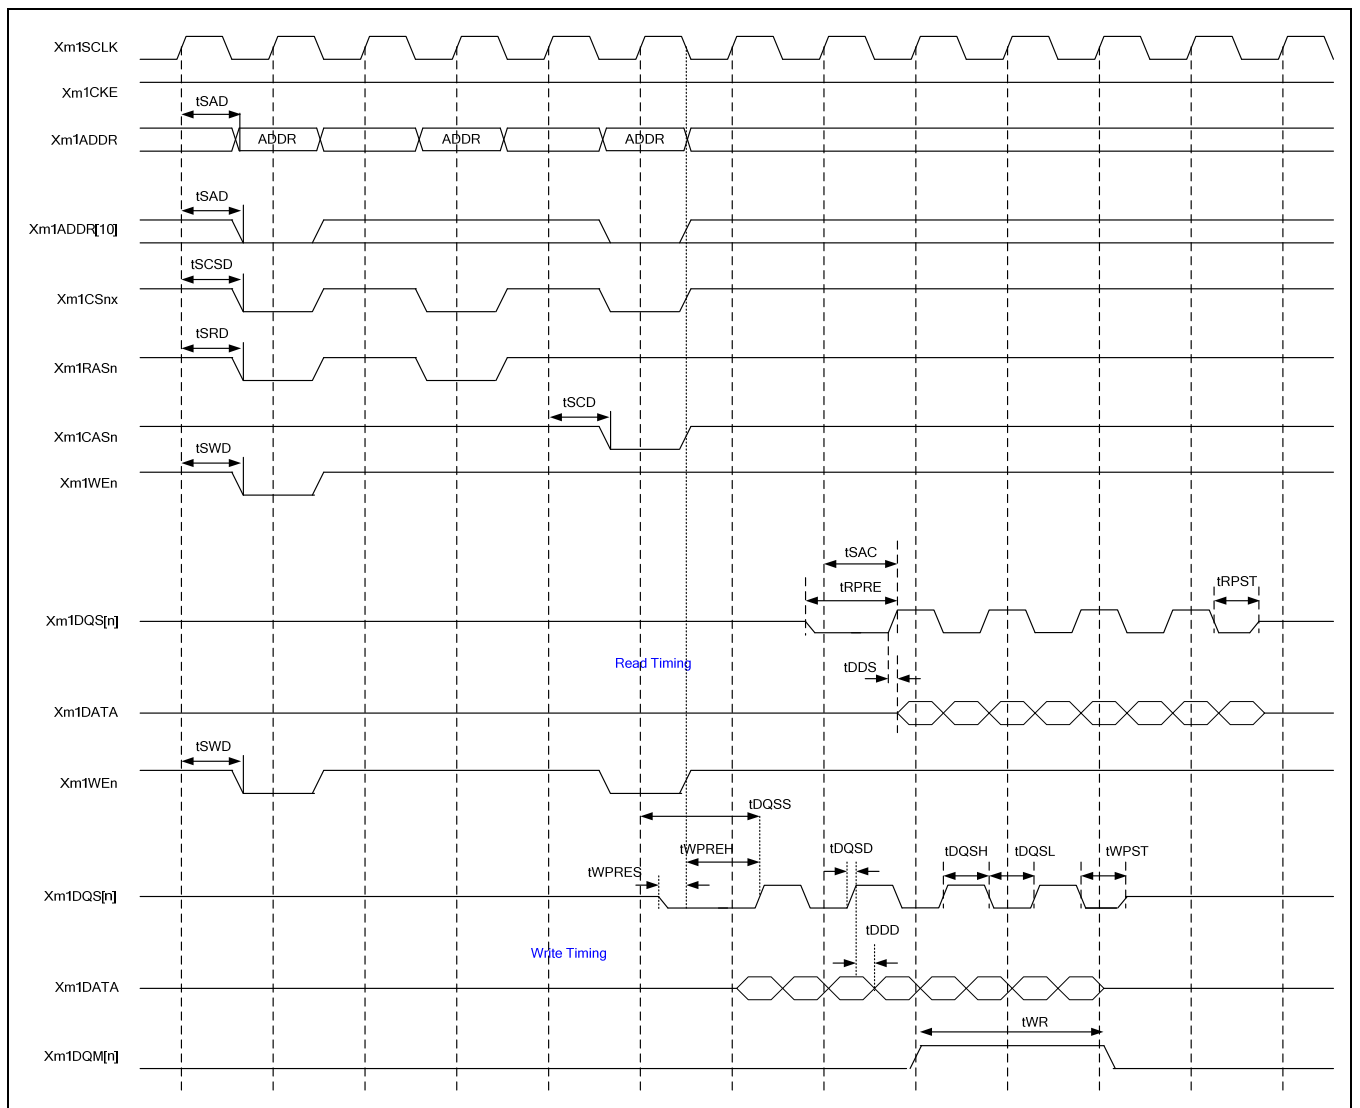 Xm1SCLK
Xm1CKE
tSAD
Xm1ADDR
ADDR
ADDR
ADDR
tSAD
Xm1ADDR[10]
tSCSD
Xm1CSnx
tSRD
Xm1RASn
tSCD
Xm1CASn
tSWD
Xm1WEn
tSAC
tRPRE
tRPST
Xm1DQS[n]
Read Timing
tDDS
Xm1DATA
tSWD
Xm1WEn
tDQSS
tWPREH
tDQSD
tDQSH
tDQSL
tWPST
tWPRES
Xm1DQS[n]
tDDD
Write Timing
Xm1DATA
tWR
Xm1DQM[n]